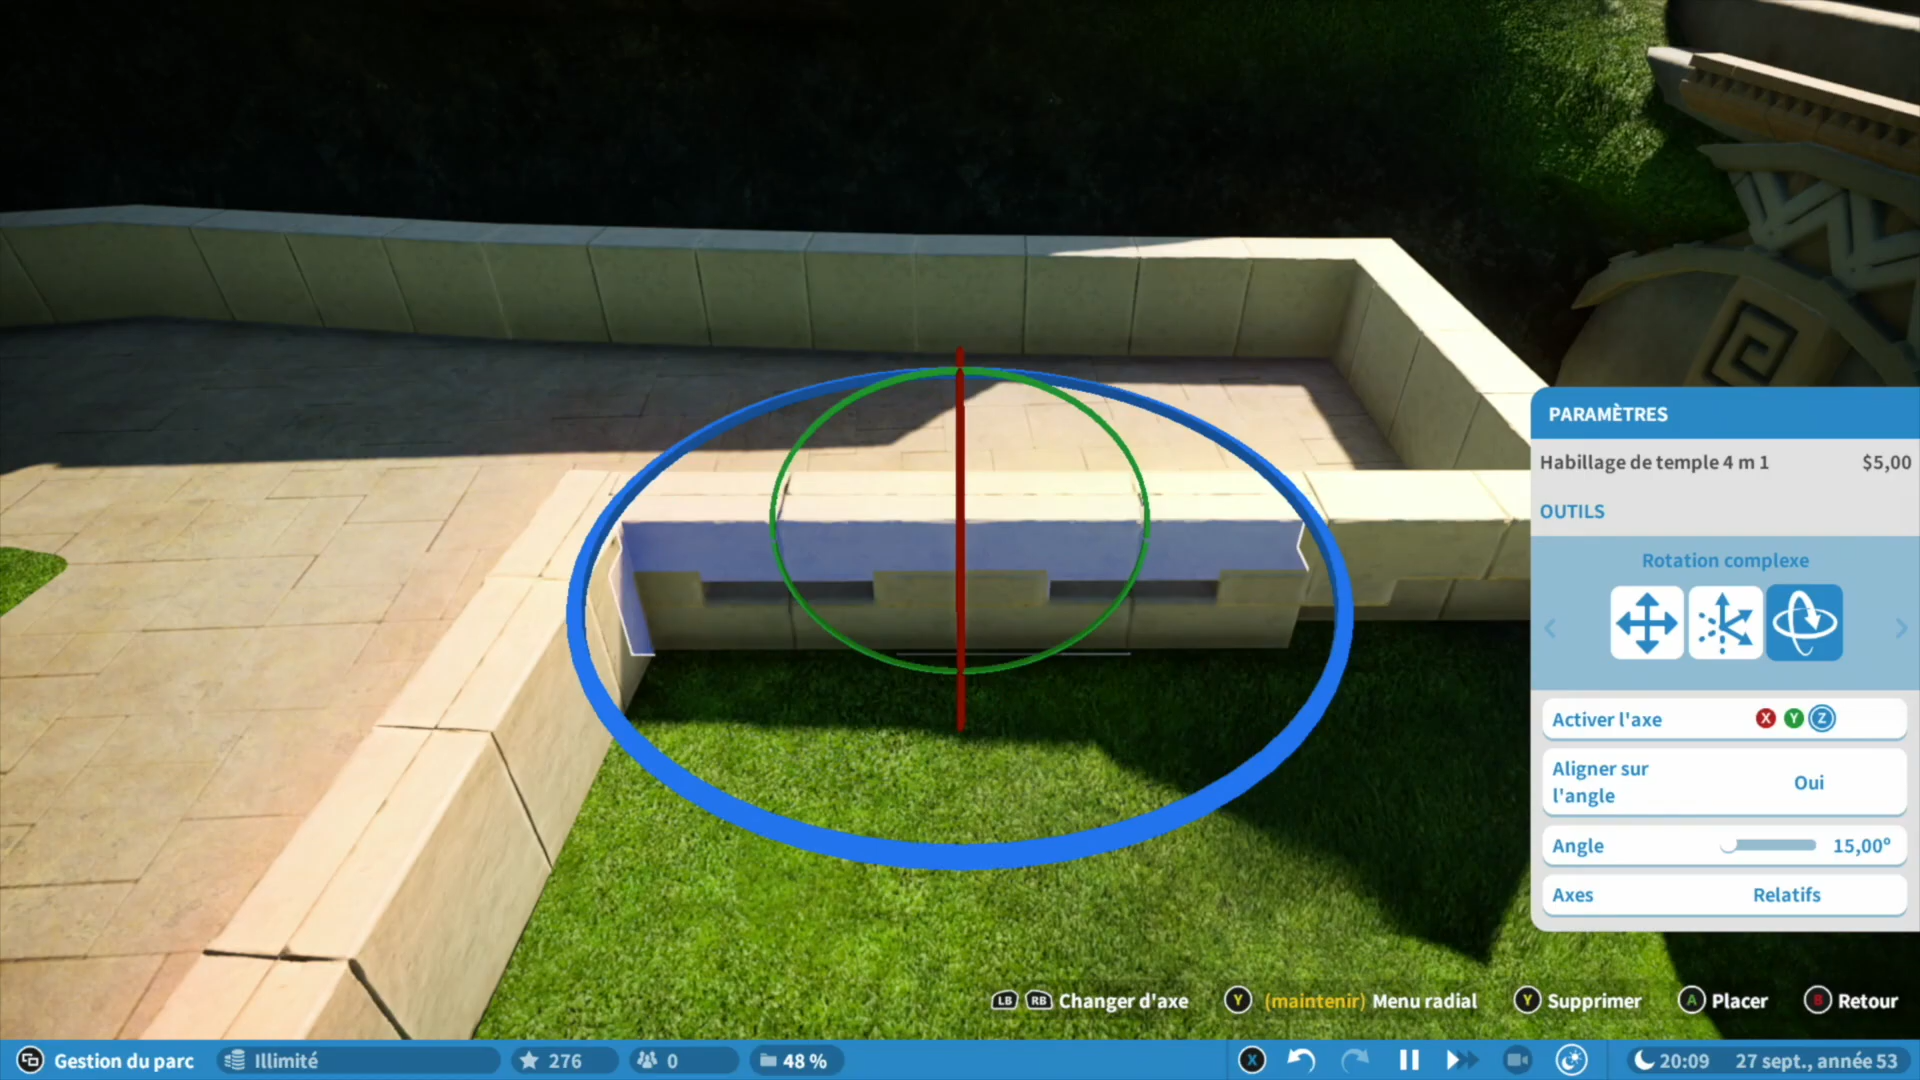 PARAMÈTRES
Habillage de temple 4 m 1 $5,00
OUTILS
Rotation complexe
Activer l'axe X Y Z
Aligner sur l'angle Oui
Angle 15,00°
Axes Relatifs
LB RB Changer d'axe Y (maintenir) Menu radial Y Supprimer A Placer B Retour
Gestion du parc Illimité 276 0 48 % X 20:09 27 sept., année 53